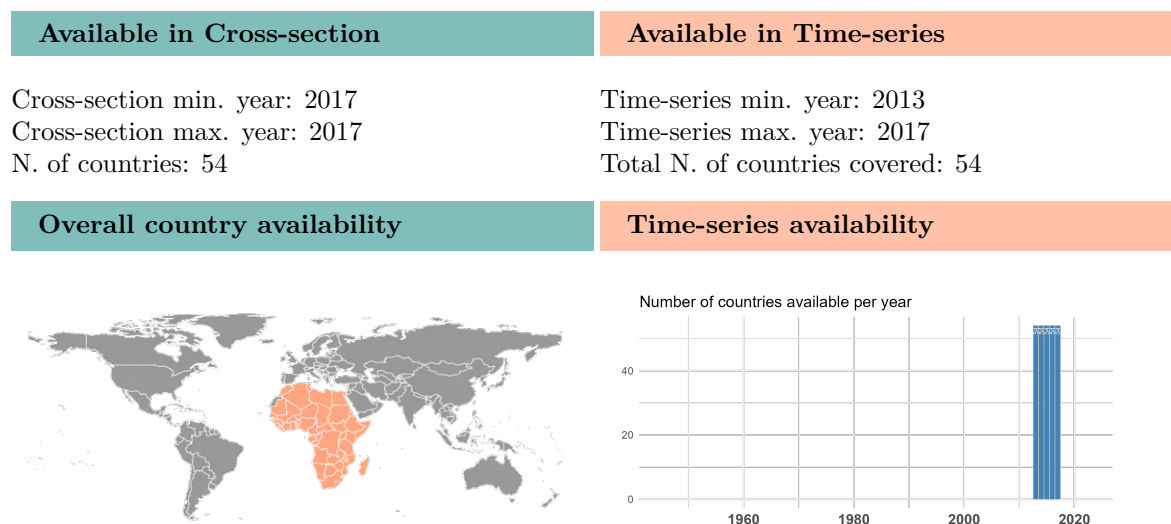 Available in Cross-section
Available in Time-series
Cross-section min. year: 2017
Cross-section max. year: 2017
N. of countries: 54
Time-series min. year: 2013
Time-series max. year: 2017
Total N. of countries covered: 54
Overall country availability
Time-series availability
Number of countries available per year
40
20
0
1960 1980 2000 2020